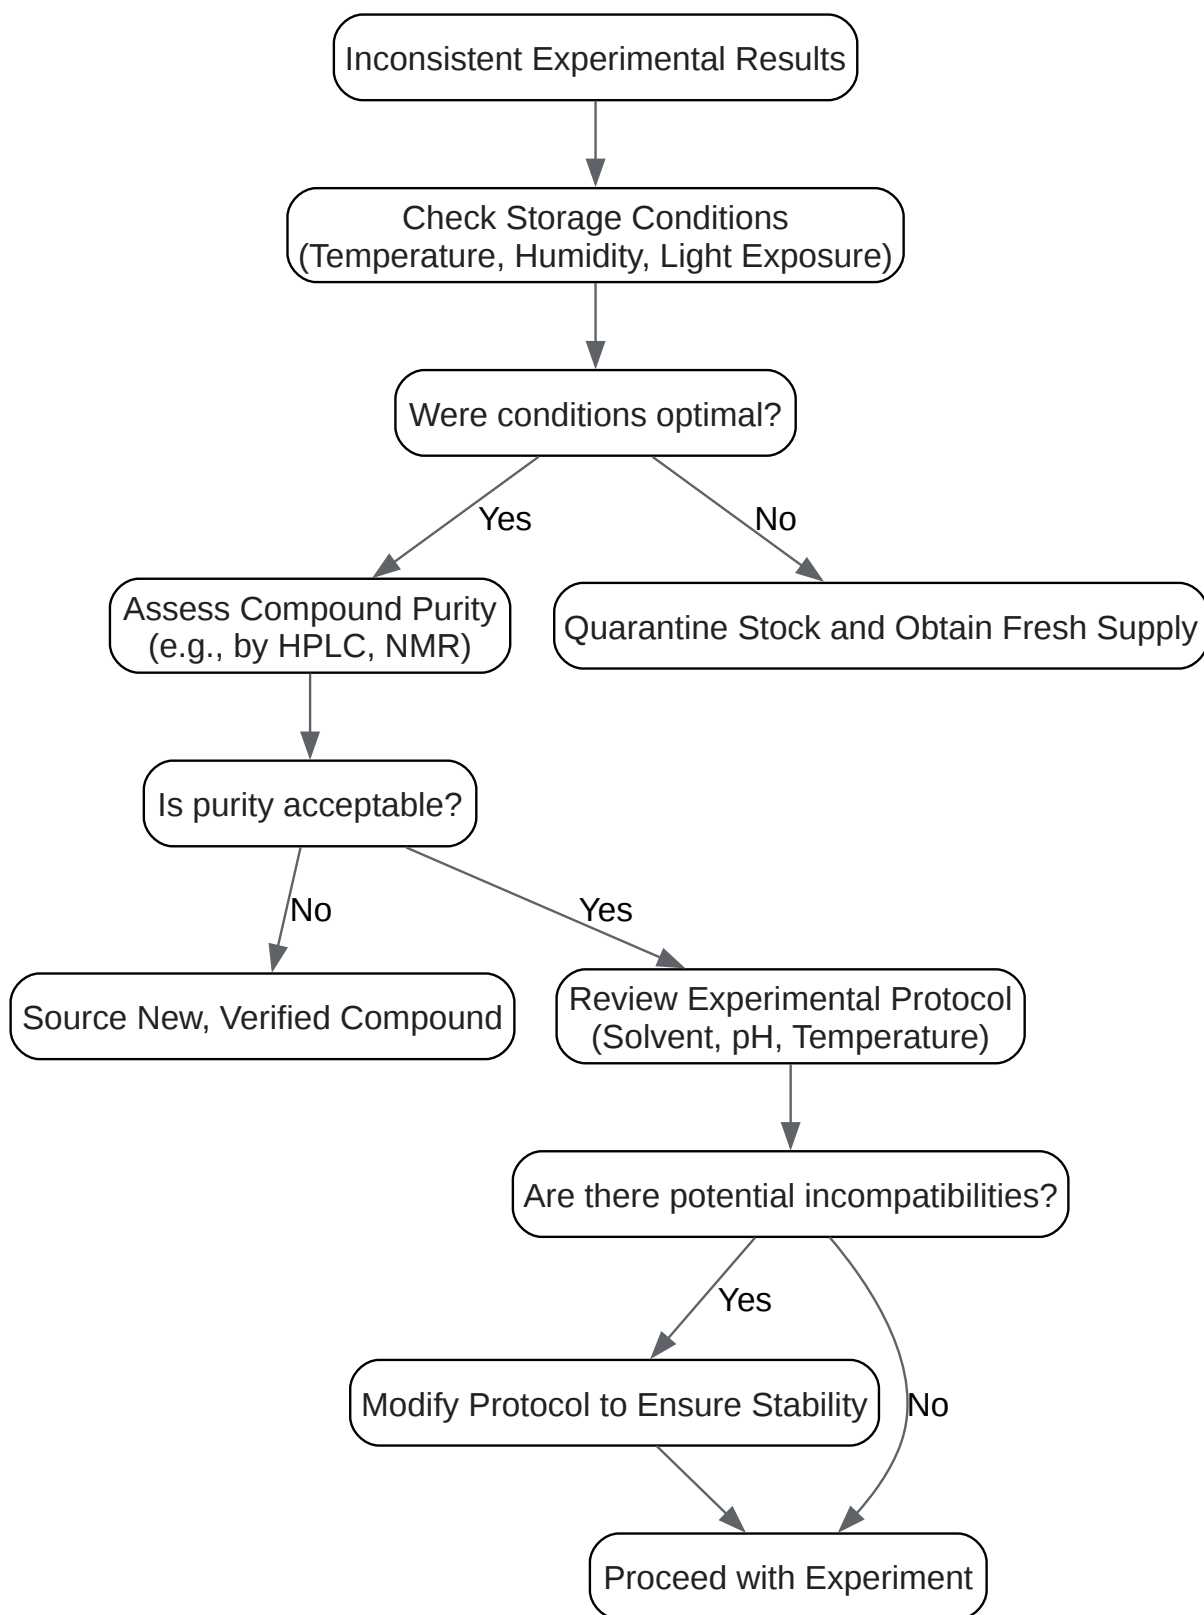 Inconsistent Experimental Results
Check Storage Conditions
(Temperature, Humidity, Light Exposure)
Were conditions optimal?
Yes
No
Assess Compound Purity
(e.g., by HPLC, NMR)
Quarantine Stock and Obtain Fresh Supply
Is purity acceptable?
No
Yes
Source New, Verified Compound
Review Experimental Protocol
(Solvent, pH, Temperature)
Are there potential incompatibilities?
Yes
Modify Protocol to Ensure Stability
No
Proceed with Experiment